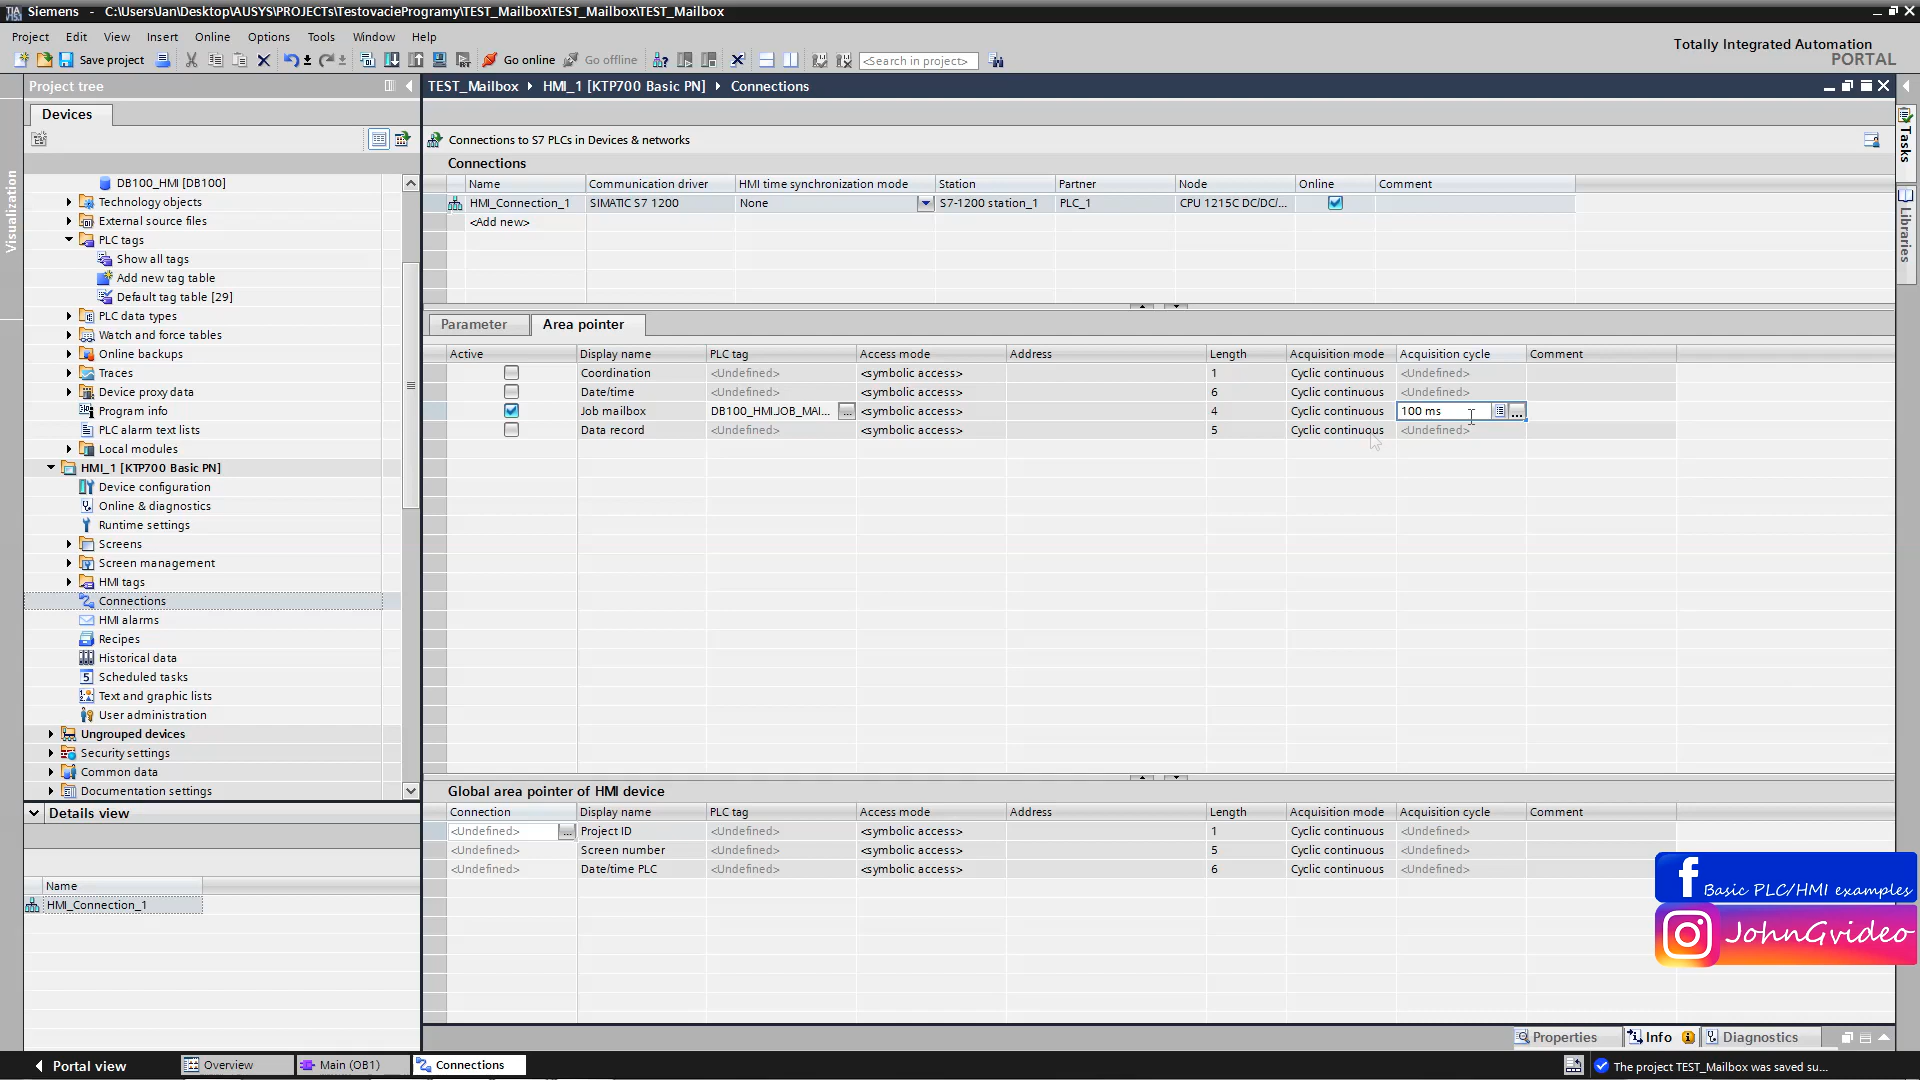 Siemens - C:\Users\Jan\Desktop\AUSYS\PROJECTs\TestovacieProgramy\TEST_Mailbox\TEST_Mailbox\TEST_Mailbox
Project Edit View Insert Online Options Tools Window Help
Save project Go online Go offline <Search in project>
Totally Integrated Automation
PORTAL
Project tree
TEST_Mailbox HMI_1 [KTP700 Basic PN] Connections
Devices
Visualization
Tasks
Libraries
Connections to S7 PLCs in Devices & networks
Connections
Name Communication driver HMI time synchronization mode Station Partner Node Online Comment
HMI_Connection_1 SIMATIC S7 1200 None S7-1200 station_1 PLC_1 CPU 1215C DC/DC/...
<Add new>
DB100_HMI [DB100]
Technology objects
External source files
PLC tags
Show all tags
Add new tag table
Default tag table [29]
PLC data types
Watch and force tables
Online backups
Traces
Device proxy data
Program info
PLC alarm text lists
Local modules
HMI_1 [KTP700 Basic PN]
Device configuration
Online & diagnostics
Runtime settings
Screens
Screen management
HMI tags
Connections
HMI alarms
Recipes
Historical data
Scheduled tasks
Text and graphic lists
User administration
Ungrouped devices
Security settings
Common data
Documentation settings
Parameter Area pointer
Active Display name PLC tag Access mode Address Length Acquisition mode Acquisition cycle Comment
Coordination <Undefined> <symbolic access> 1 Cyclic continuous <Undefined>
Date/time <Undefined> <symbolic access> 6 Cyclic continuous <Undefined>
Job mailbox DB100_HMI.JOB_MAI... ... <symbolic access> 4 Cyclic continuous 100 ms ...
Data record <Undefined> <symbolic access> 5 Cyclic continuous <Undefined>
Global area pointer of HMI device
Connection Display name PLC tag Access mode Address Length Acquisition mode Acquisition cycle Comment
<Undefined> ... Project ID <Undefined> <symbolic access> 1 Cyclic continuous <Undefined>
<Undefined> Screen number <Undefined> <symbolic access> 5 Cyclic continuous <Undefined>
<Undefined> Date/time PLC <Undefined> <symbolic access> 6 Cyclic continuous <Undefined>
Details view
Name
HMI_Connection_1
f Basic PLC/HMI examples
JohnGvideo
Properties Info Diagnostics
Portal view Overview Main (OB1) Connections The project TEST_Mailbox was saved su...